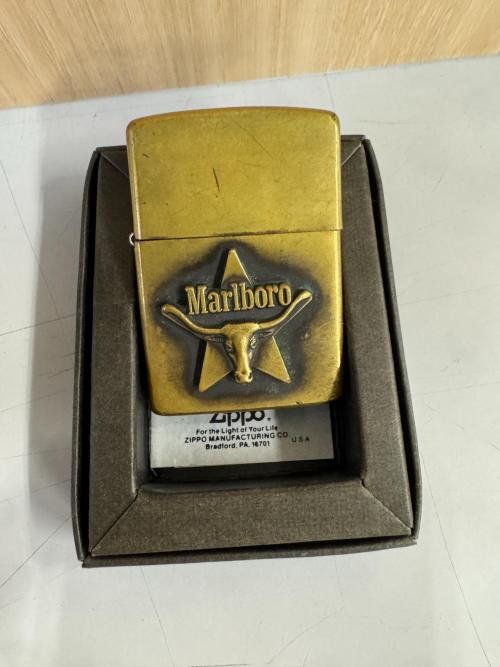 Marlboro
Zippo®
For the Light of Your Life
ZIPPO MANUFACTURING CO USA
Bradford, PA. 16701